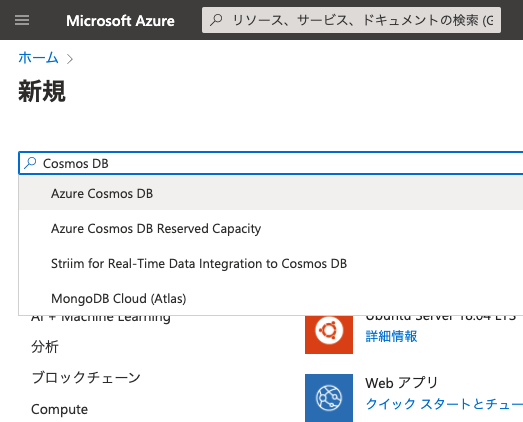 Microsoft Azure
リソース、サービス、ドキュメントの検索 (G
ホーム
新規
Cosmos DB
Azure Cosmos DB
Azure Cosmos DB Reserved Capacity
Striim for Real-Time Data Integration to Cosmos DB
MongoDB Cloud (Atlas)
AI + Machine Learning
Ubuntu Server 18.04 LTS
詳細情報
分析
ブロックチェーン
Web アプリ
クイック スタートとチュー
Compute